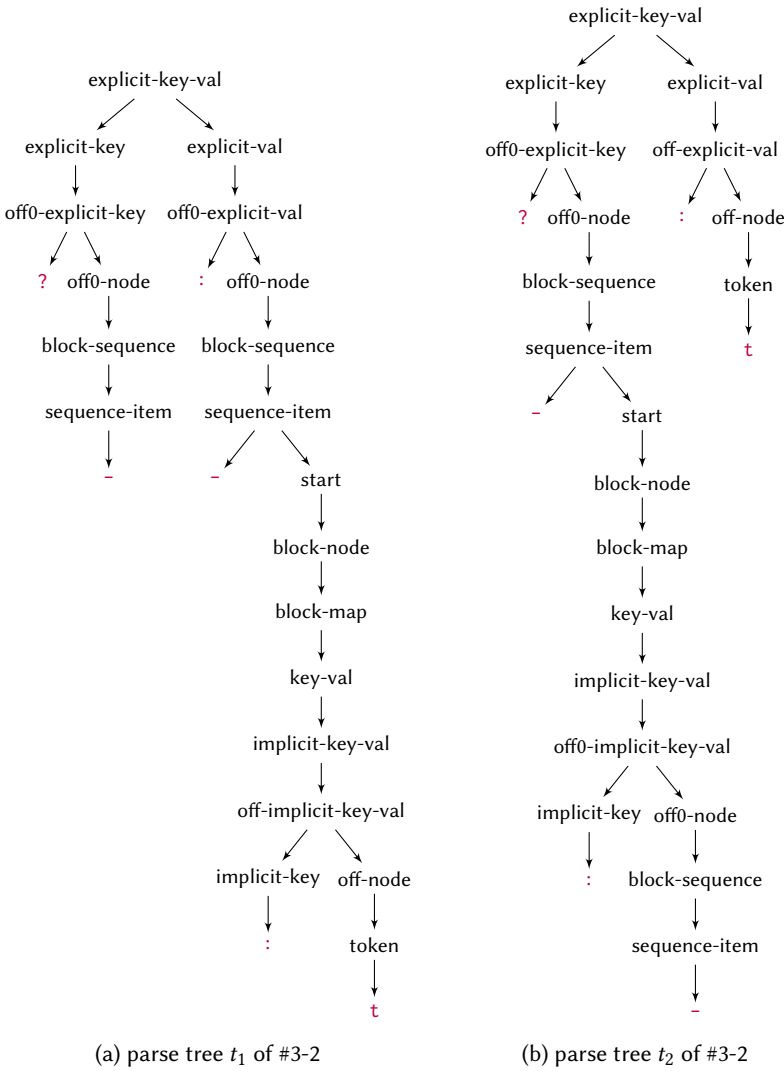 explicit-key-val
explicit-key explicit-val
off0-explicit-key off0-explicit-val
? off0-node : off0-node
block-sequence block-sequence
sequence-item sequence-item
– – start
block-node
block-map
key-val
implicit-key-val
off-implicit-key-val
implicit-key off-node
: token
t
(a) parse tree t₁ of #3-2
explicit-key-val
explicit-key explicit-val
off0-explicit-key off-explicit-val
? off0-node : off-node
block-sequence token
sequence-item t
– start
block-node
block-map
key-val
implicit-key-val
off0-implicit-key-val
implicit-key off0-node
: block-sequence
sequence-item
–
(b) parse tree t₂ of #3-2